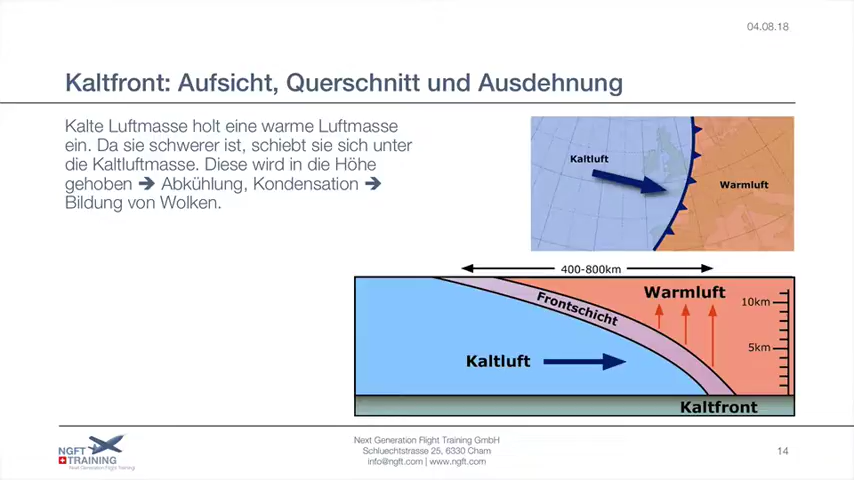 04.08.18
Kaltfront: Aufsicht, Querschnitt und Ausdehnung
Kalte Luftmasse holt eine warme Luftmasse
ein. Da sie schwerer ist, schiebt sie sich unter
die Kaltluftmasse. Diese wird in die Höhe
gehoben ➔ Abkühlung, Kondensation ➔
Bildung von Wolken.
Kaltluft
Warmluft
400-800km
Warmluft
10km
Frontschicht
5km
Kaltluft
Kaltfront
NGFT
TRAINING
Next Generation Flight Training
Next Generation Flight Training GmbH
Schluechtstrasse 25, 6330 Cham
info@ngft.com | www.ngft.com
14